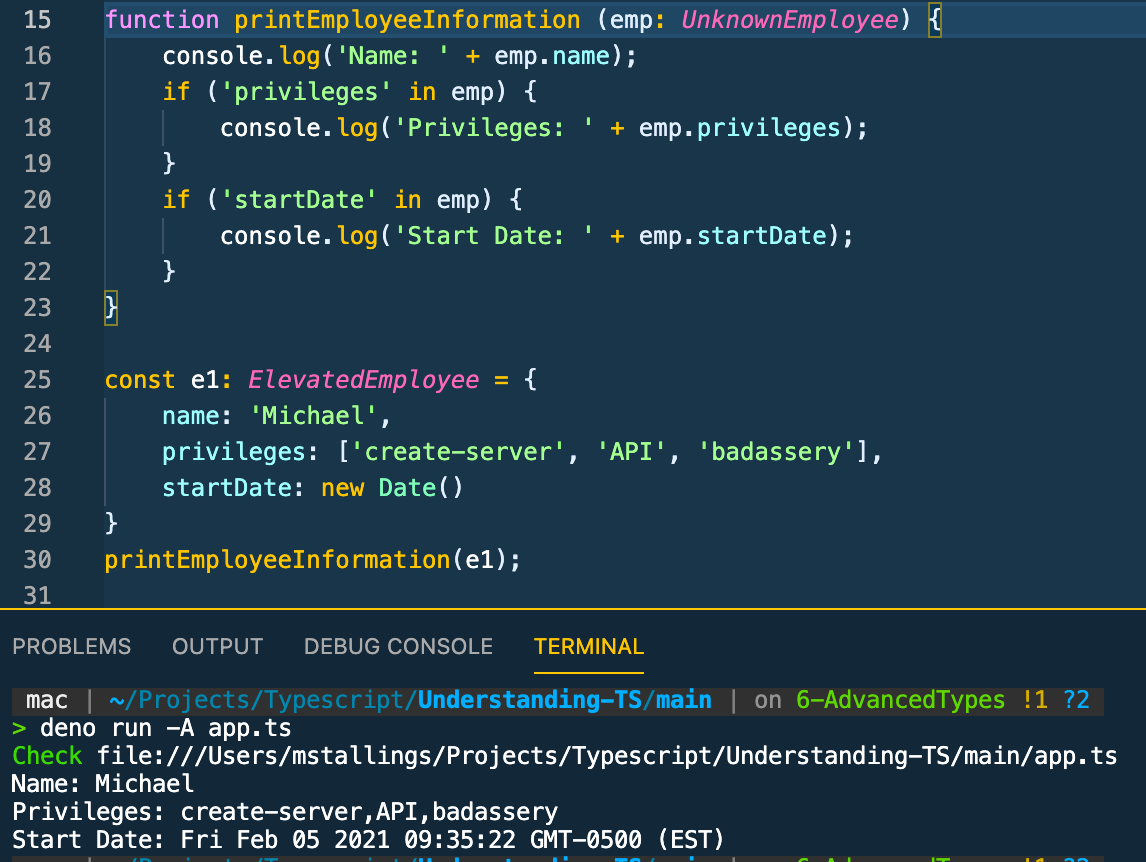 15 function printEmployeeInformation (emp: UnknownEmployee) {
16 console.log('Name: ' + emp.name);
17 if ('privileges' in emp) {
18 console.log('Privileges: ' + emp.privileges);
19 }
20 if ('startDate' in emp) {
21 console.log('Start Date: ' + emp.startDate);
22 }
23 }
24
25 const e1: ElevatedEmployee = {
26 name: 'Michael',
27 privileges: ['create-server', 'API', 'badassery'],
28 startDate: new Date()
29 }
30 printEmployeeInformation(e1);
31
PROBLEMS OUTPUT DEBUG CONSOLE TERMINAL
mac | ~/Projects/Typescript/Understanding-TS/main | on 6-AdvancedTypes !1 ?2
> deno run -A app.ts
Check file:///Users/mstallings/Projects/Typescript/Understanding-TS/main/app.ts
Name: Michael
Privileges: create-server,API,badassery
Start Date: Fri Feb 05 2021 09:35:22 GMT-0500 (EST)